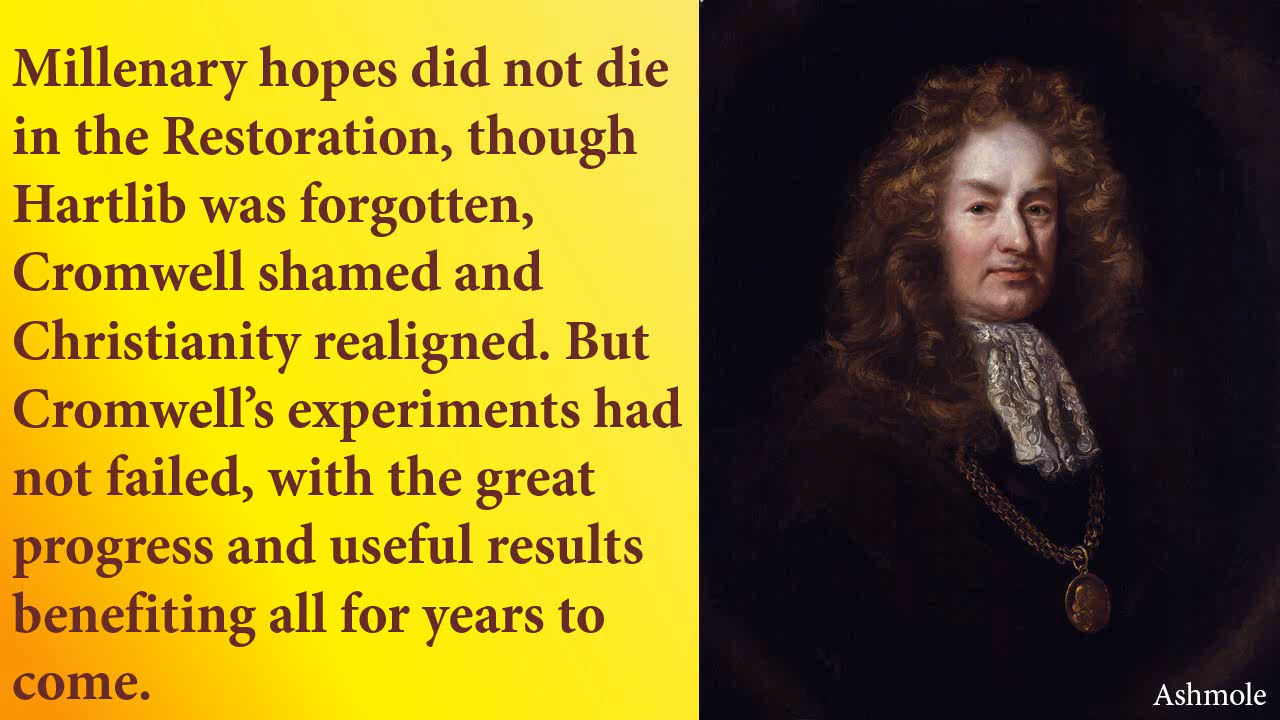 Millenary hopes did not die
in the Restoration, though
Hartlib was forgotten,
Cromwell shamed and
Christianity realigned. But
Cromwell’s experiments had
not failed, with the great
progress and useful results
benefiting all for years to
come.
Ashmole